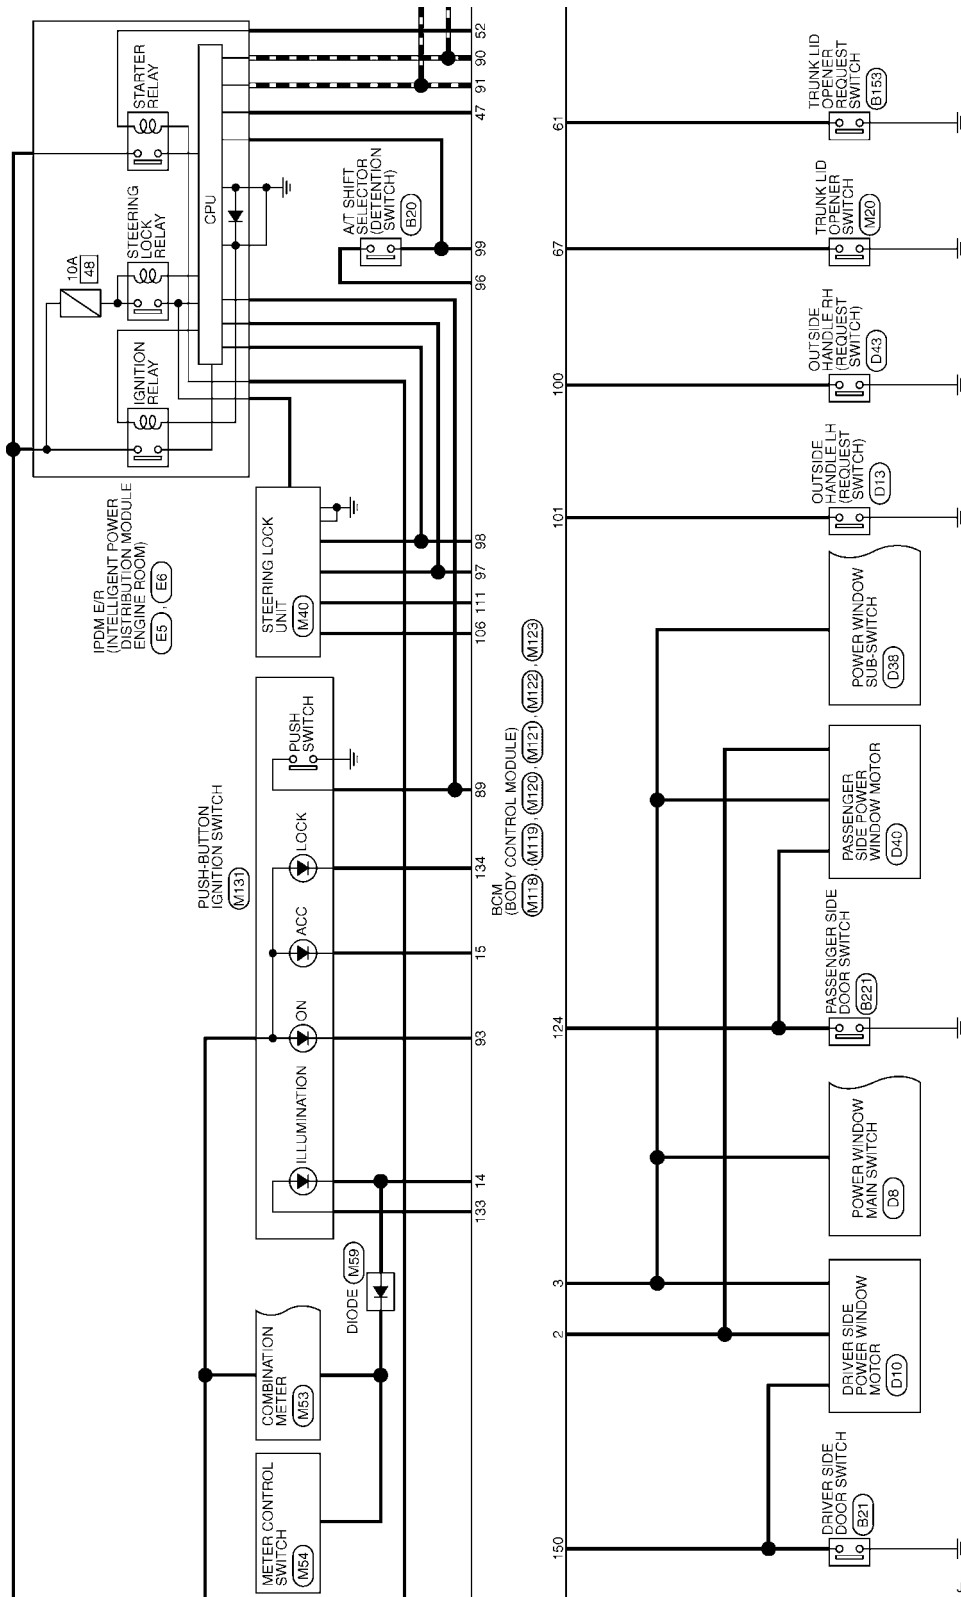 STARTER
RELAY
STEERING
LOCK
RELAY
10A
48
IGNITION
RELAY
CPU
IPDM E/R
(INTELLIGENT POWER
DISTRIBUTION MODULE
ENGINE ROOM)
E5 , E6
A/T SHIFT
SELECTOR
(DETENTION
SWITCH)
B20
STEERING LOCK
UNIT
M40
PUSH-BUTTON
IGNITION SWITCH
M131
PUSH
SWITCH
LOCK
ACC
ON
ILLUMINATION
DIODE M59
COMBINATION
METER
M53
METER CONTROL
SWITCH
M54
52
90
91
47
99
96
98
97
111
106
89
134
15
93
14
133
BCM
(BODY CONTROL MODULE)
M118 , M119 , M120 , M121 , M122 , M123
61
67
100
101
124
3
2
150
TRUNK LID
OPENER
REQUEST
SWITCH
B153
TRUNK LID
OPENER
SWITCH
M20
OUTSIDE
HANDLE RH
(REQUEST
SWITCH)
D43
OUTSIDE
HANDLE LH
(REQUEST
SWITCH)
D13
POWER WINDOW
SUB-SWITCH
D38
PASSENGER
SIDE POWER
WINDOW MOTOR
D40
PASSENGER SIDE
DOOR SWITCH
B221
POWER WINDOW
MAIN SWITCH
D8
DRIVER SIDE
POWER WINDOW
MOTOR
D10
DRIVER SIDE
DOOR SWITCH
B21